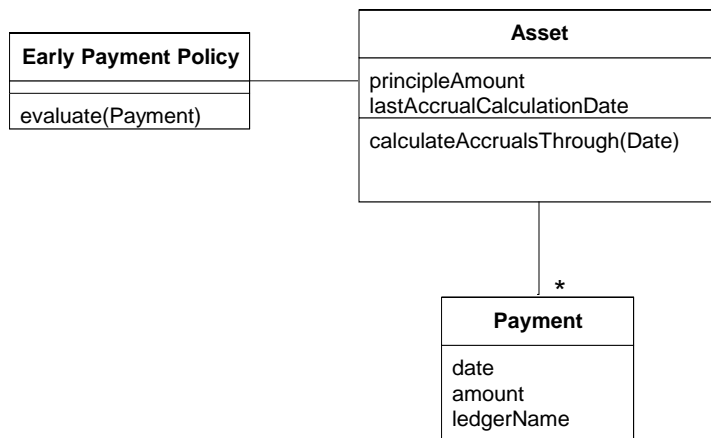 Early Payment Policy
evaluate(Payment)
Asset
principleAmount
lastAccrualCalculationDate
calculateAccrualsThrough(Date)
*
Payment
date
amount
ledgerName